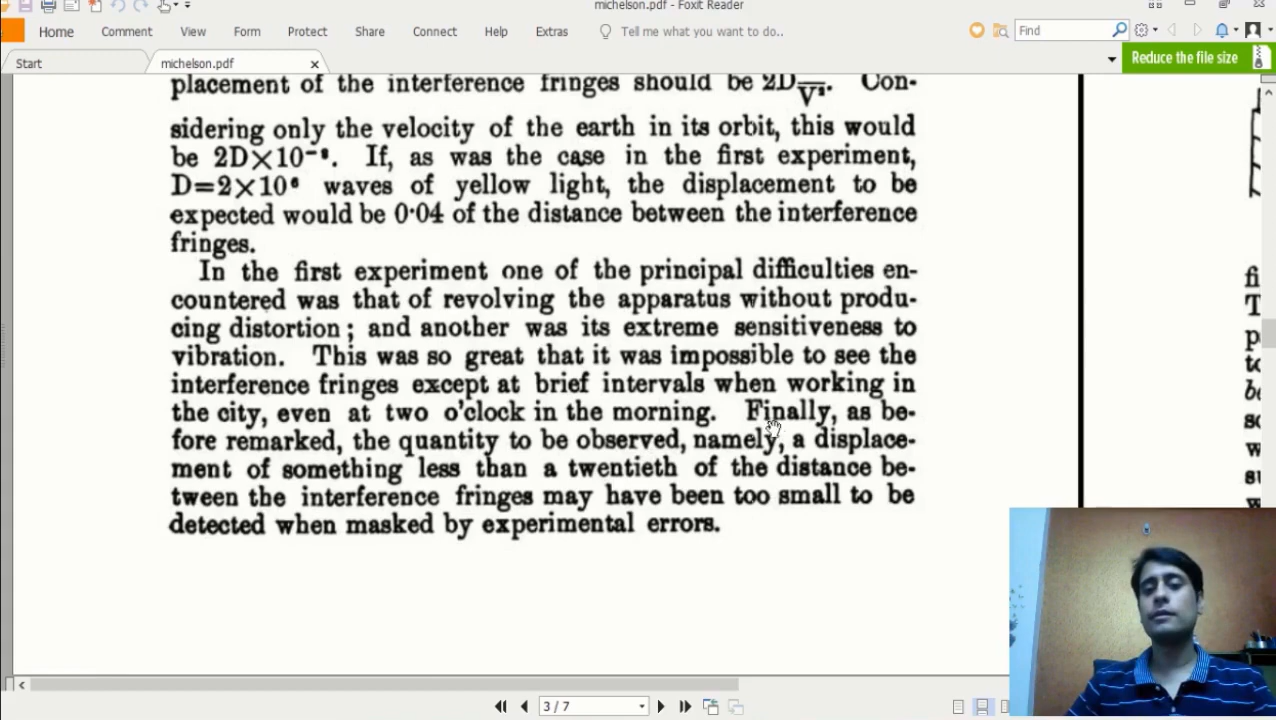 michelson.pdf - Foxit Reader
Home Comment View Form Protect Share Connect Help Extras Tell me what you want to do.. Find
Start michelson.pdf Reduce the file size
placement of the interference fringes should be 2D V². Con-
sidering only the velocity of the earth in its orbit, this would
be 2D×10⁻⁸. If, as was the case in the first experiment,
D=2×10⁶ waves of yellow light, the displacement to be
expected would be 0·04 of the distance between the interference
fringes.
In the first experiment one of the principal difficulties en-
countered was that of revolving the apparatus without produ-
cing distortion; and another was its extreme sensitiveness to
vibration. This was so great that it was impossible to see the
interference fringes except at brief intervals when working in
the city, even at two o'clock in the morning. Finally, as be-
fore remarked, the quantity to be observed, namely, a displace-
ment of something less than a twentieth of the distance be-
tween the interference fringes may have been too small to be
detected when masked by experimental errors.
3 / 7